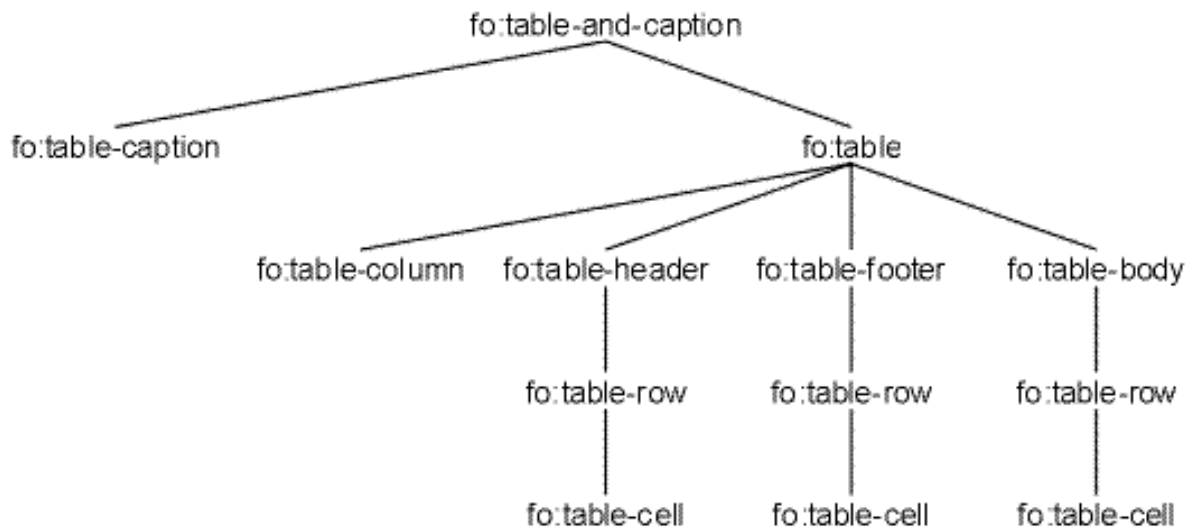 fo:table-and-caption
fo:table-caption fo:table
fo:table-column fo:table-header fo:table-footer fo:table-body
fo:table-row fo:table-row fo:table-row
fo:table-cell fo:table-cell fo:table-cell